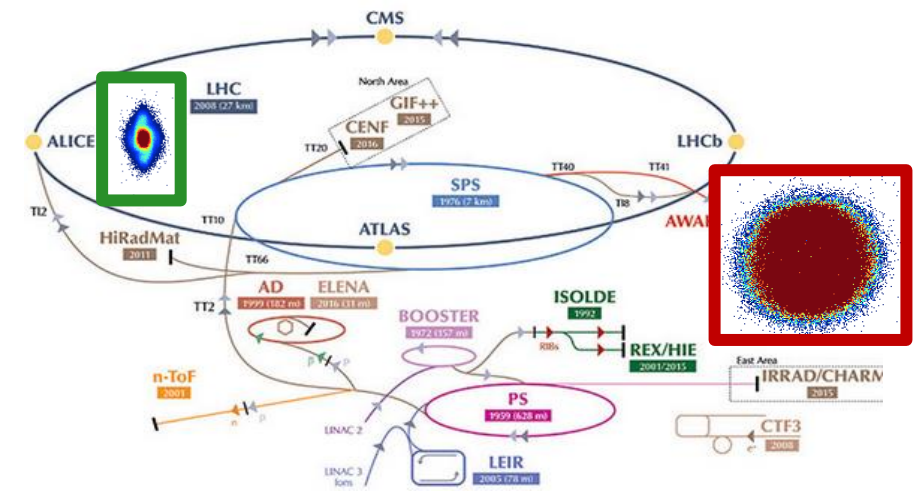 CMS
North Area
LHC
2008 (27 km)
GIF++
2015
CENF
2016
ALICE
LHCb
TT20
TT40
TT41
SPS
1976 (7 km)
TI2
TT10
TI8
ATLAS
HiRadMat
2011
TT66
AD
1999 (182 m)
ELENA
2016 (31 m)
TT2
ISOLDE
1992
BOOSTER
1972 (157 m)
RIBs
REX/HIE
2001/2015
p
p
East Area
n-ToF
2001
IRRAD/CHARM
2015
PS
1959 (628 m)
n
p
LINAC 2
CTF3
e-
2008
LEIR
2005 (78 m)
LINAC 3
Ions